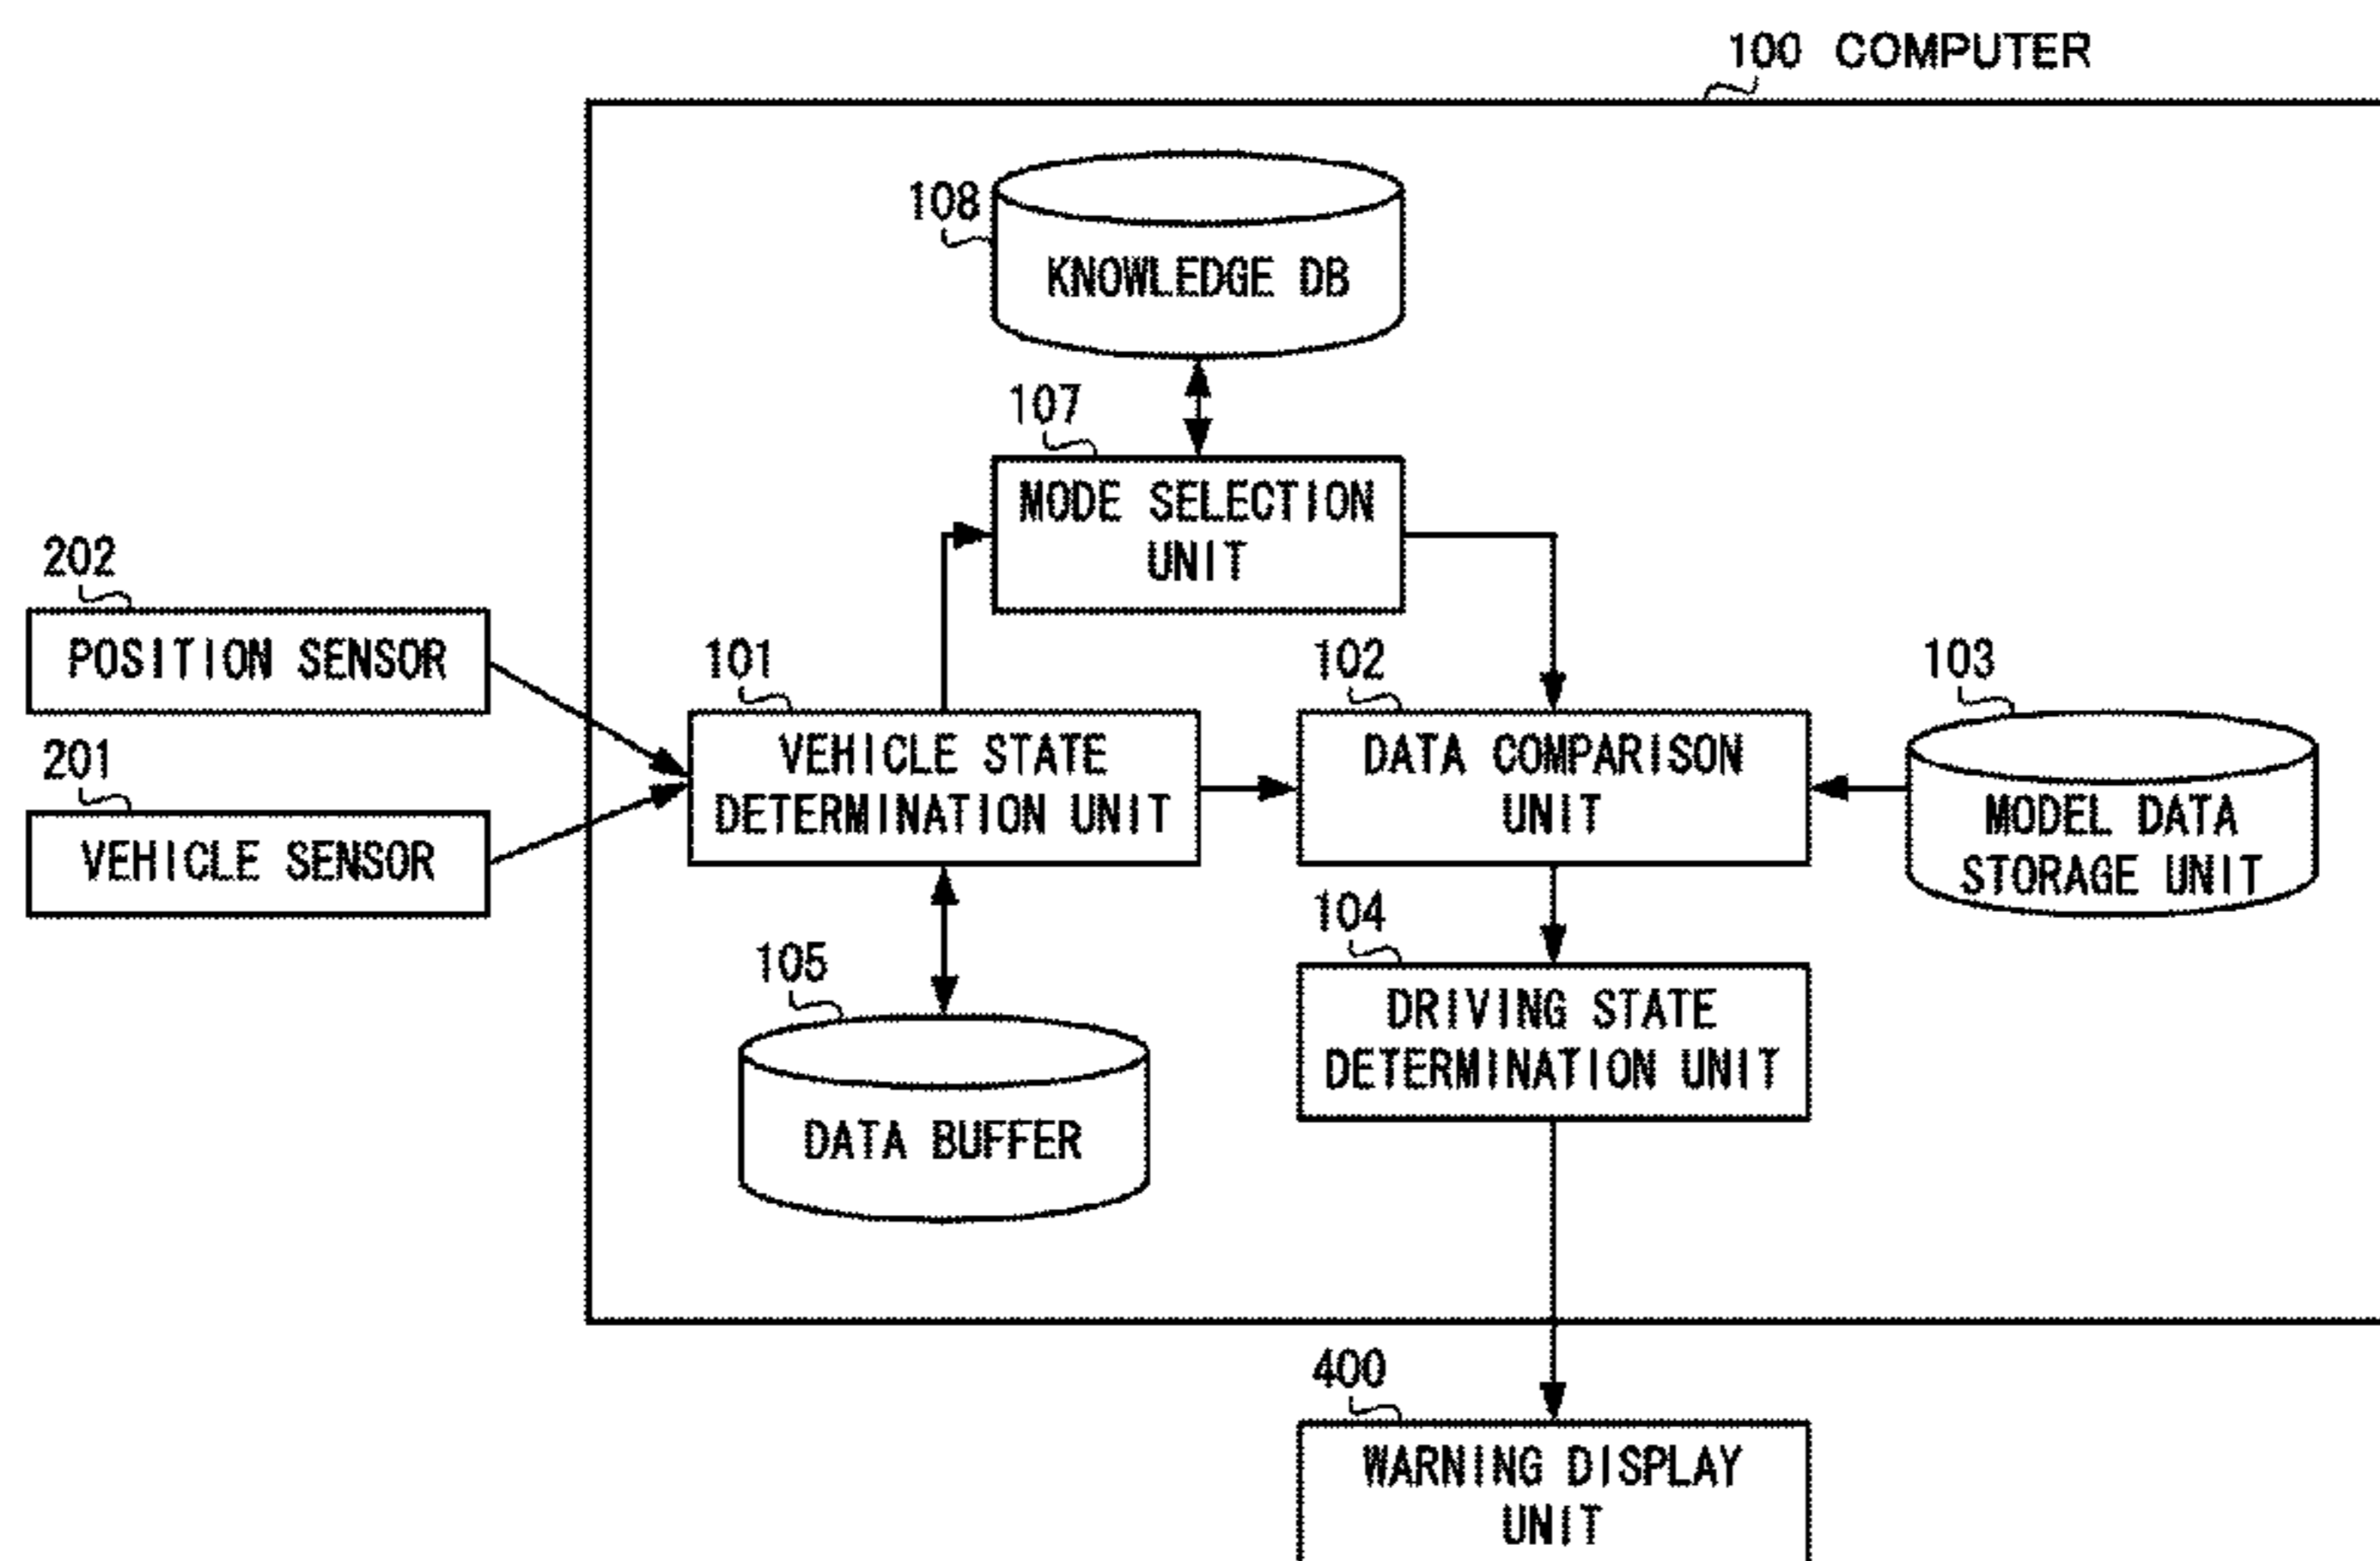 100 COMPUTER
108
KNOWLEDGE DB
107
MODE SELECTION
UNIT
202
POSITION SENSOR
201
VEHICLE SENSOR
101
VEHICLE STATE
DETERMINATION UNIT
102
DATA COMPARISON
UNIT
103
MODEL DATA
STORAGE UNIT
105
DATA BUFFER
104
DRIVING STATE
DETERMINATION UNIT
400
WARNING DISPLAY
UNIT